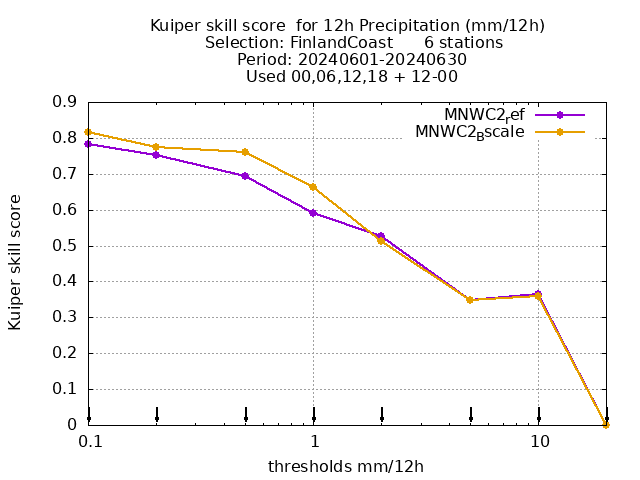 Kuiper skill score  for 12h Precipitation (mm/12h)
Selection: FinlandCoast      6 stations
Period: 20240601-20240630
Used 00,06,12,18 + 12-00
MNWC2ref
MNWC2Bscale
0.9
0.8
0.7
0.6
0.5
0.4
0.3
0.2
0.1
0
Kuiper skill score
0.1 1 10
thresholds mm/12h